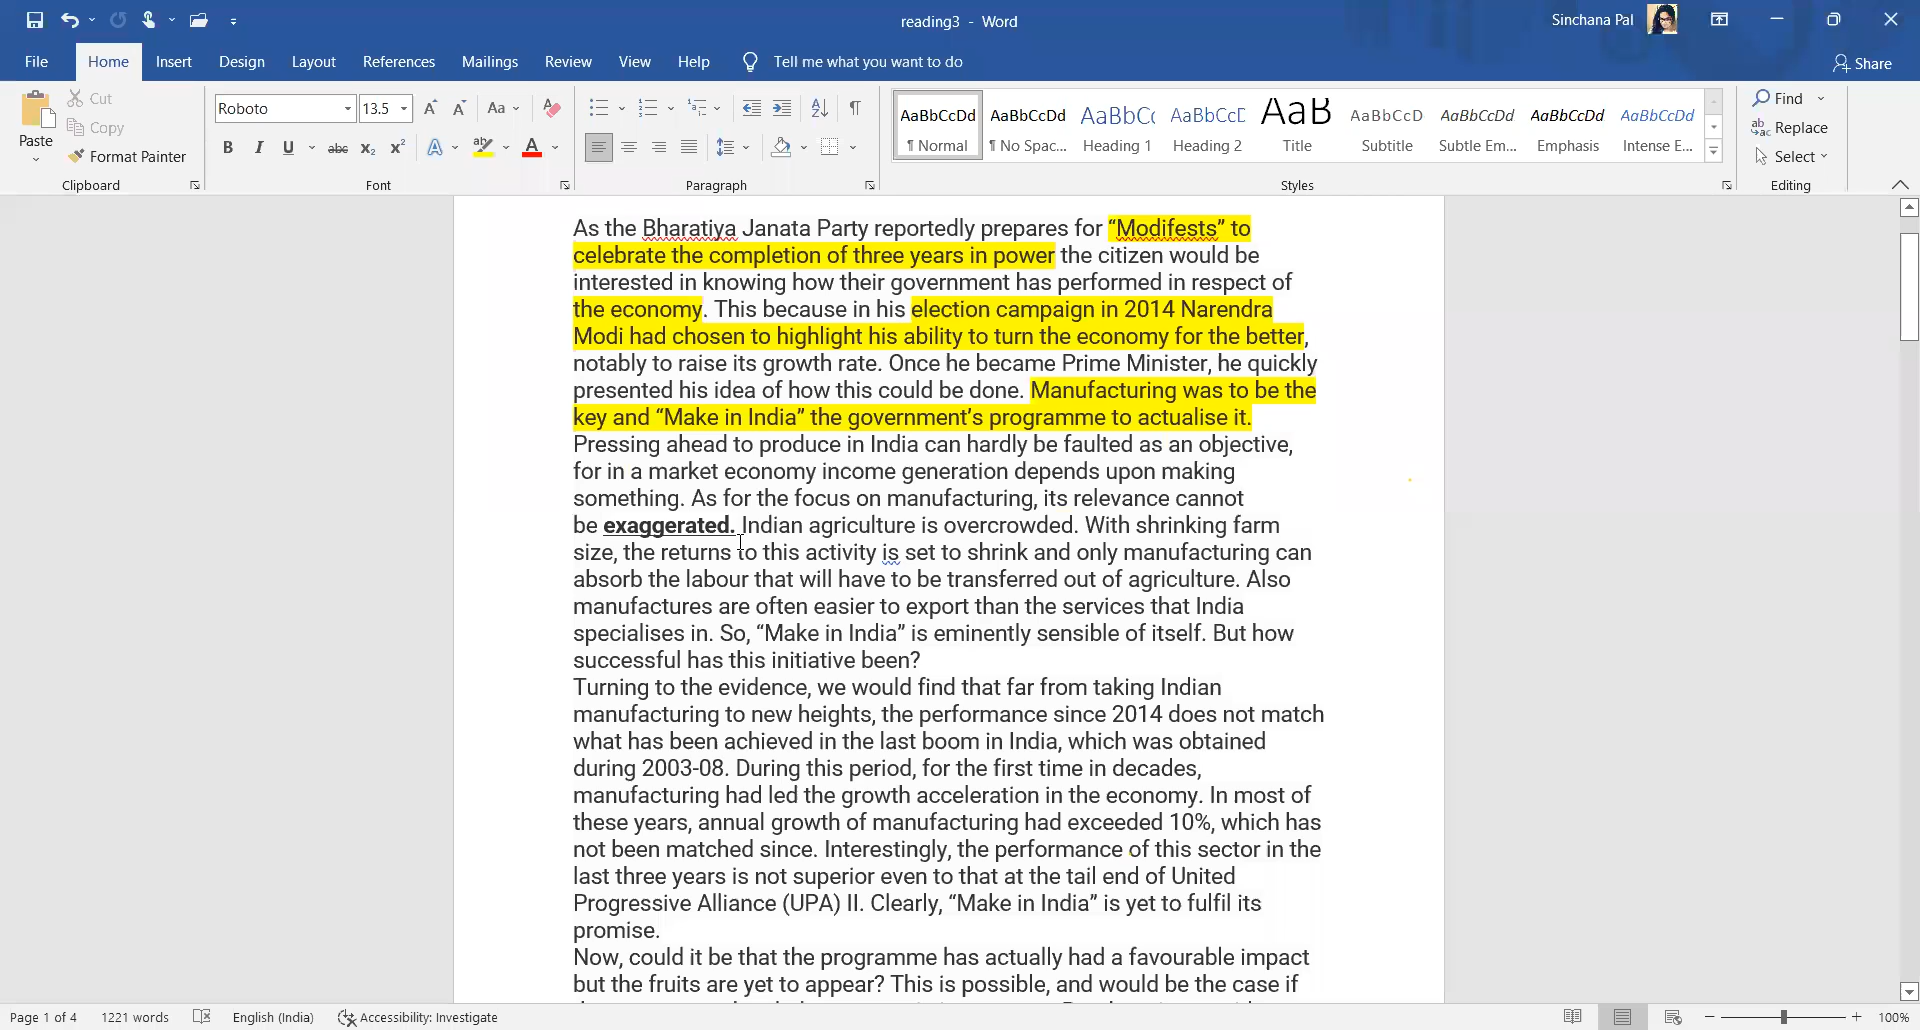 reading3 - Word
Sinchana Pal
File Home Insert Design Layout References Mailings Review View Help Tell me what you want to do Share
Paste
Cut
Copy
Format Painter
Clipboard
Roboto 13.5 Aa
B I U abc x₂ x² A ab A
Font
Paragraph
AaBbCcDd AaBbCcDd AaBbCc AaBbCcD AaB AaBbCcD AaBbCcDd AaBbCcDd AaBbCcDd
¶ Normal ¶ No Spac... Heading 1 Heading 2 Title Subtitle Subtle Em... Emphasis Intense E...
Styles
Find
Replace
Select
Editing
As the Bharatiya Janata Party reportedly prepares for “Modifests” to
celebrate the completion of three years in power the citizen would be
interested in knowing how their government has performed in respect of
the economy. This because in his election campaign in 2014 Narendra
Modi had chosen to highlight his ability to turn the economy for the better,
notably to raise its growth rate. Once he became Prime Minister, he quickly
presented his idea of how this could be done. Manufacturing was to be the
key and “Make in India” the government’s programme to actualise it.
Pressing ahead to produce in India can hardly be faulted as an objective,
for in a market economy income generation depends upon making
something. As for the focus on manufacturing, its relevance cannot
be exaggerated. Indian agriculture is overcrowded. With shrinking farm
size, the returns to this activity is set to shrink and only manufacturing can
absorb the labour that will have to be transferred out of agriculture. Also
manufactures are often easier to export than the services that India
specialises in. So, “Make in India” is eminently sensible of itself. But how
successful has this initiative been?
Turning to the evidence, we would find that far from taking Indian
manufacturing to new heights, the performance since 2014 does not match
what has been achieved in the last boom in India, which was obtained
during 2003-08. During this period, for the first time in decades,
manufacturing had led the growth acceleration in the economy. In most of
these years, annual growth of manufacturing had exceeded 10%, which has
not been matched since. Interestingly, the performance of this sector in the
last three years is not superior even to that at the tail end of United
Progressive Alliance (UPA) II. Clearly, “Make in India” is yet to fulfil its
promise.
Now, could it be that the programme has actually had a favourable impact
but the fruits are yet to appear? This is possible, and would be the case if
Page 1 of 4 1221 words English (India) Accessibility: Investigate 100%